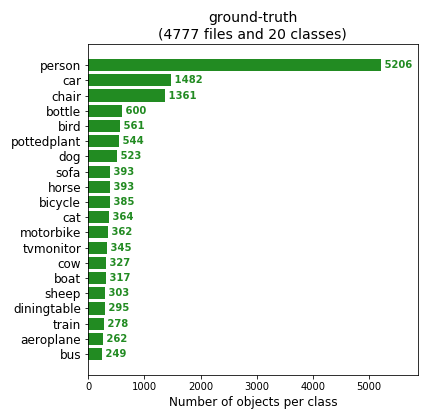 ground-truth
(4777 files and 20 classes)
person 5206
car 1482
chair 1361
bottle 600
bird 561
pottedplant 544
dog 523
sofa 393
horse 393
bicycle 385
cat 364
motorbike 362
tvmonitor 345
cow 327
boat 317
sheep 303
diningtable 295
train 278
aeroplane 262
bus 249
0 1000 2000 3000 4000 5000
Number of objects per class